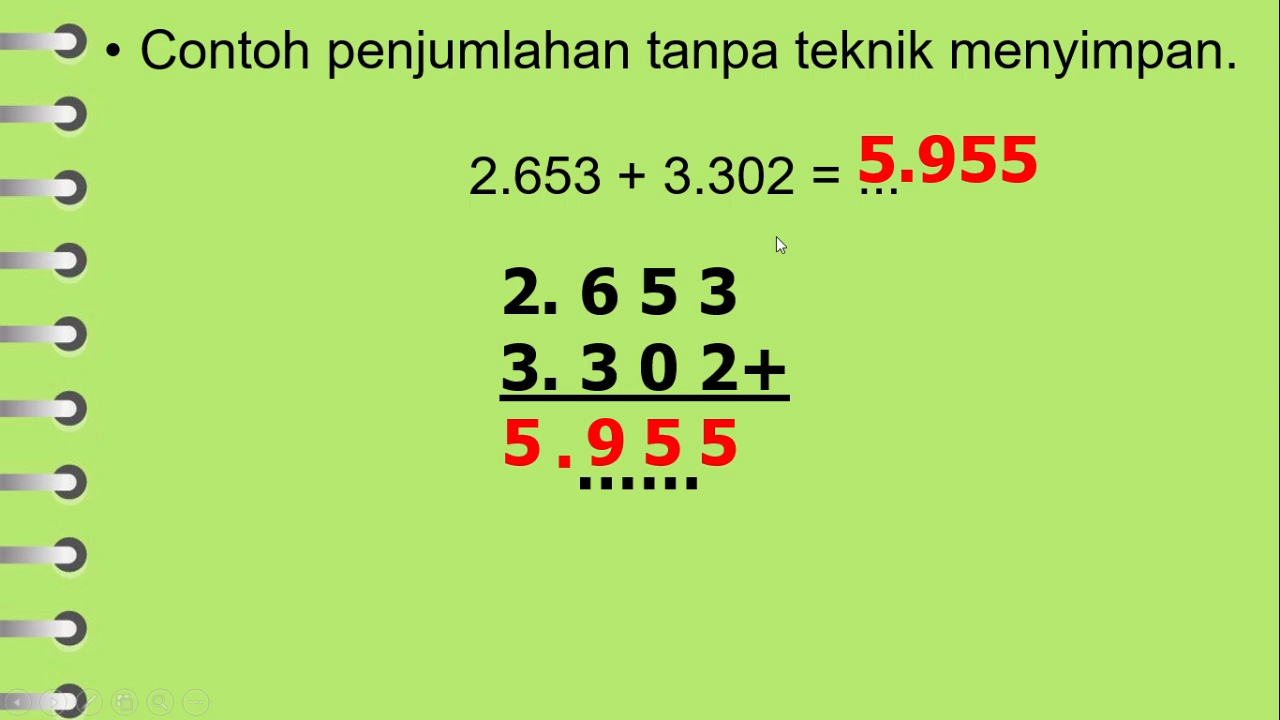 • Contoh penjumlahan tanpa teknik menyimpan.
2.653 + 3.302 = ... 5.955
2. 6 5 3
3. 3 0 2+
5 . 9 5 5
......